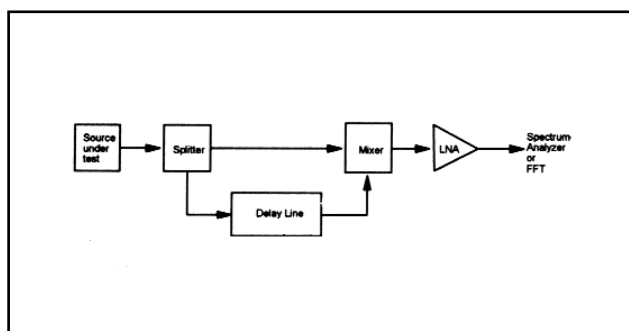 Source
under
test
Splitter
Mixer
LNA
Spectrum
Analyzer
or
FFT
Delay Line